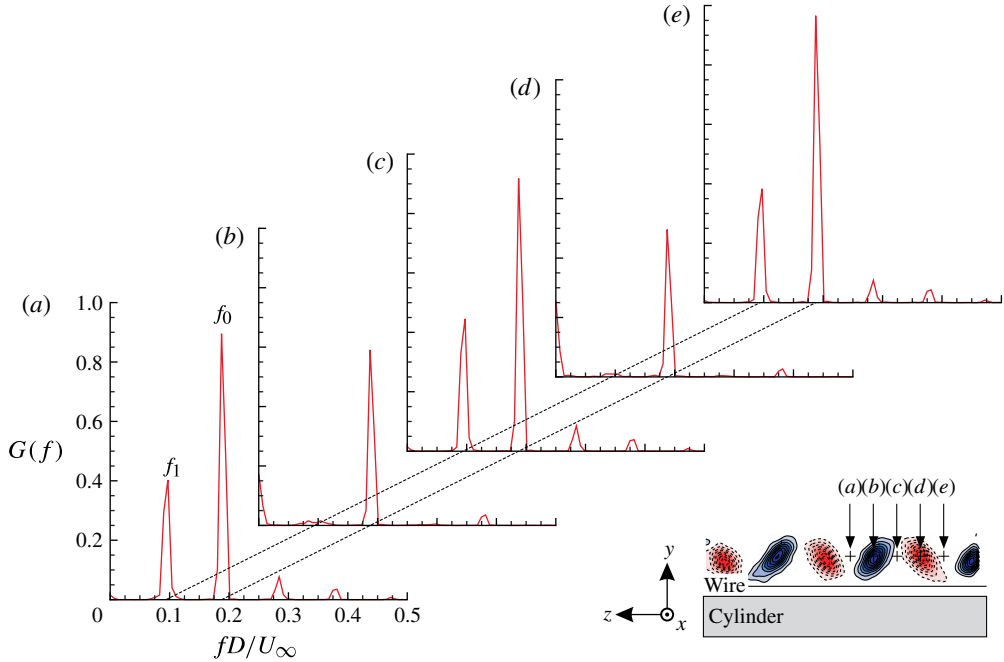 (e)
(d)
(c)
(b)
(a)
1.0
f0
0.8
0.6
G(f)
f1
0.4
0.2
0 0.1 0.2 0.3 0.4 0.5
fD/U∞
(a)(b)(c)(d)(e)
y
z
x
Wire
Cylinder